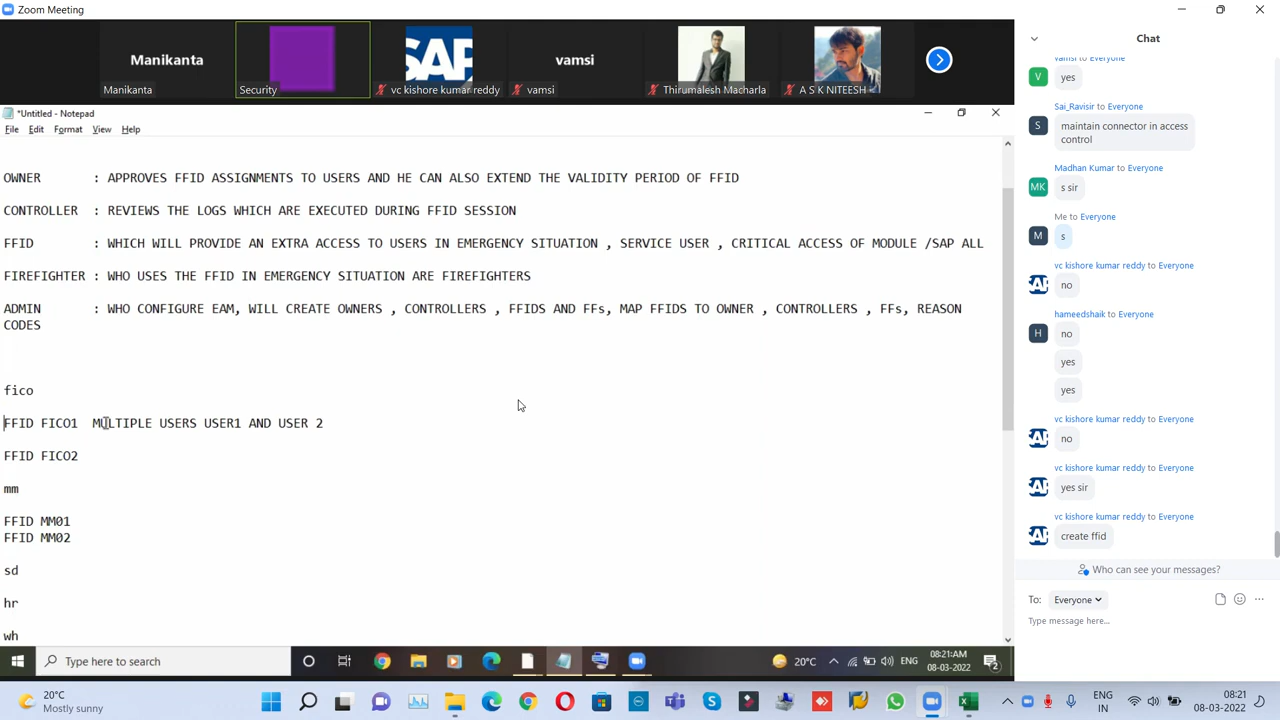 Zoom Meeting
Manikanta
Manikanta
Security
SAP
vc kishore kumar reddy
vamsi
vamsi
Thirumalesh Macharla
A S K NITEESH
*Untitled - Notepad
File Edit Format View Help
OWNER : APPROVES FFID ASSIGNMENTS TO USERS AND HE CAN ALSO EXTEND THE VALIDITY PERIOD OF FFID
CONTROLLER : REVIEWS THE LOGS WHICH ARE EXECUTED DURING FFID SESSION
FFID : WHICH WILL PROVIDE AN EXTRA ACCESS TO USERS IN EMERGENCY SITUATION , SERVICE USER , CRITICAL ACCESS OF MODULE /SAP ALL
FIREFIGHTER : WHO USES THE FFID IN EMERGENCY SITUATION ARE FIREFIGHTERS
ADMIN : WHO CONFIGURE EAM, WILL CREATE OWNERS , CONTROLLERS , FFIDS AND FFs, MAP FFIDS TO OWNER , CONTROLLERS , FFs, REASON
CODES
fico
FFID FICO1 MULTIPLE USERS USER1 AND USER 2
FFID FICO2
mm
FFID MM01
FFID MM02
sd
hr
wh
Type here to search
20°C
ENG
08:21:AM
08-03-2022
2
Chat
vamsi to Everyone
V
yes
Sai_Ravisir to Everyone
S
maintain connector in access
control
Madhan Kumar to Everyone
MK
s sir
Me to Everyone
M
s
vc kishore kumar reddy to Everyone
no
hameedshaik to Everyone
H
no
yes
yes
vc kishore kumar reddy to Everyone
no
vc kishore kumar reddy to Everyone
yes sir
vc kishore kumar reddy to Everyone
create ffid
Who can see your messages?
To: Everyone
Type message here...
20°C
Mostly sunny
ENG
IN
08:21
08-03-2022